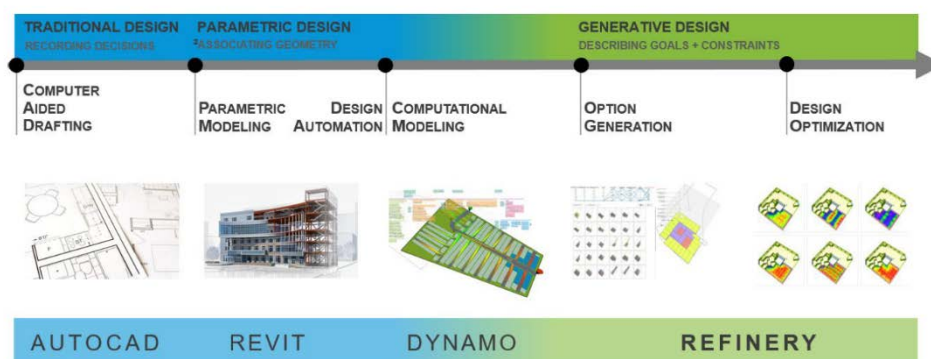 TRADITIONAL DESIGN
RECORDING DECISIONS
PARAMETRIC DESIGN
²ASSOCIATING GEOMETRY
GENERATIVE DESIGN
DESCRIBING GOALS + CONSTRAINTS
COMPUTER
AIDED
DRAFTING
PARAMETRIC
MODELING
DESIGN
AUTOMATION
COMPUTATIONAL
MODELING
OPTION
GENERATION
DESIGN
OPTIMIZATION
AUTOCAD
REVIT
DYNAMO
REFINERY